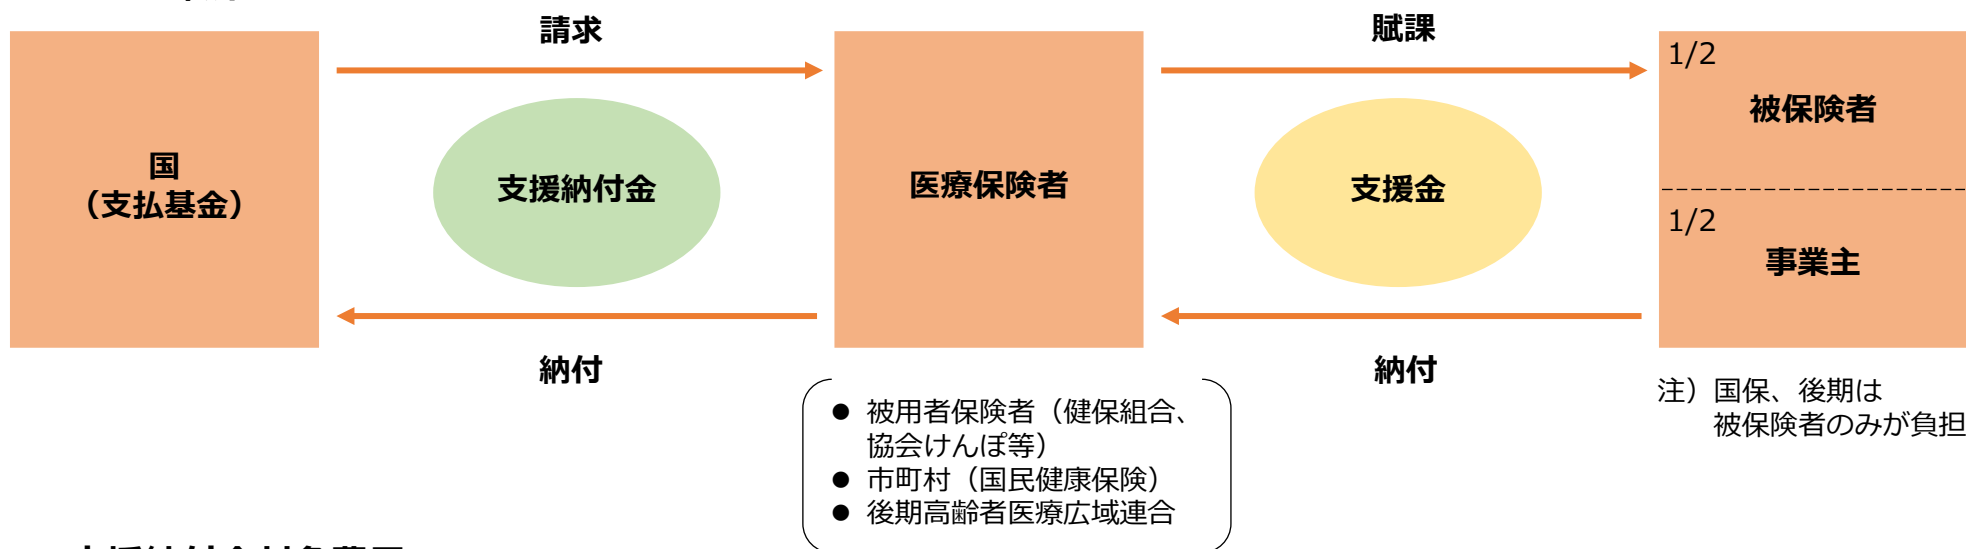 請求
賦課
国
（支払基金）
支援納付金
医療保険者
支援金
1/2
被保険者
1/2
事業主
納付
納付
● 被用者保険者（健保組合、
協会けんぽ等）
● 市町村（国民健康保険）
● 後期高齢者医療広域連合
注）国保、後期は
被保険者のみが負担